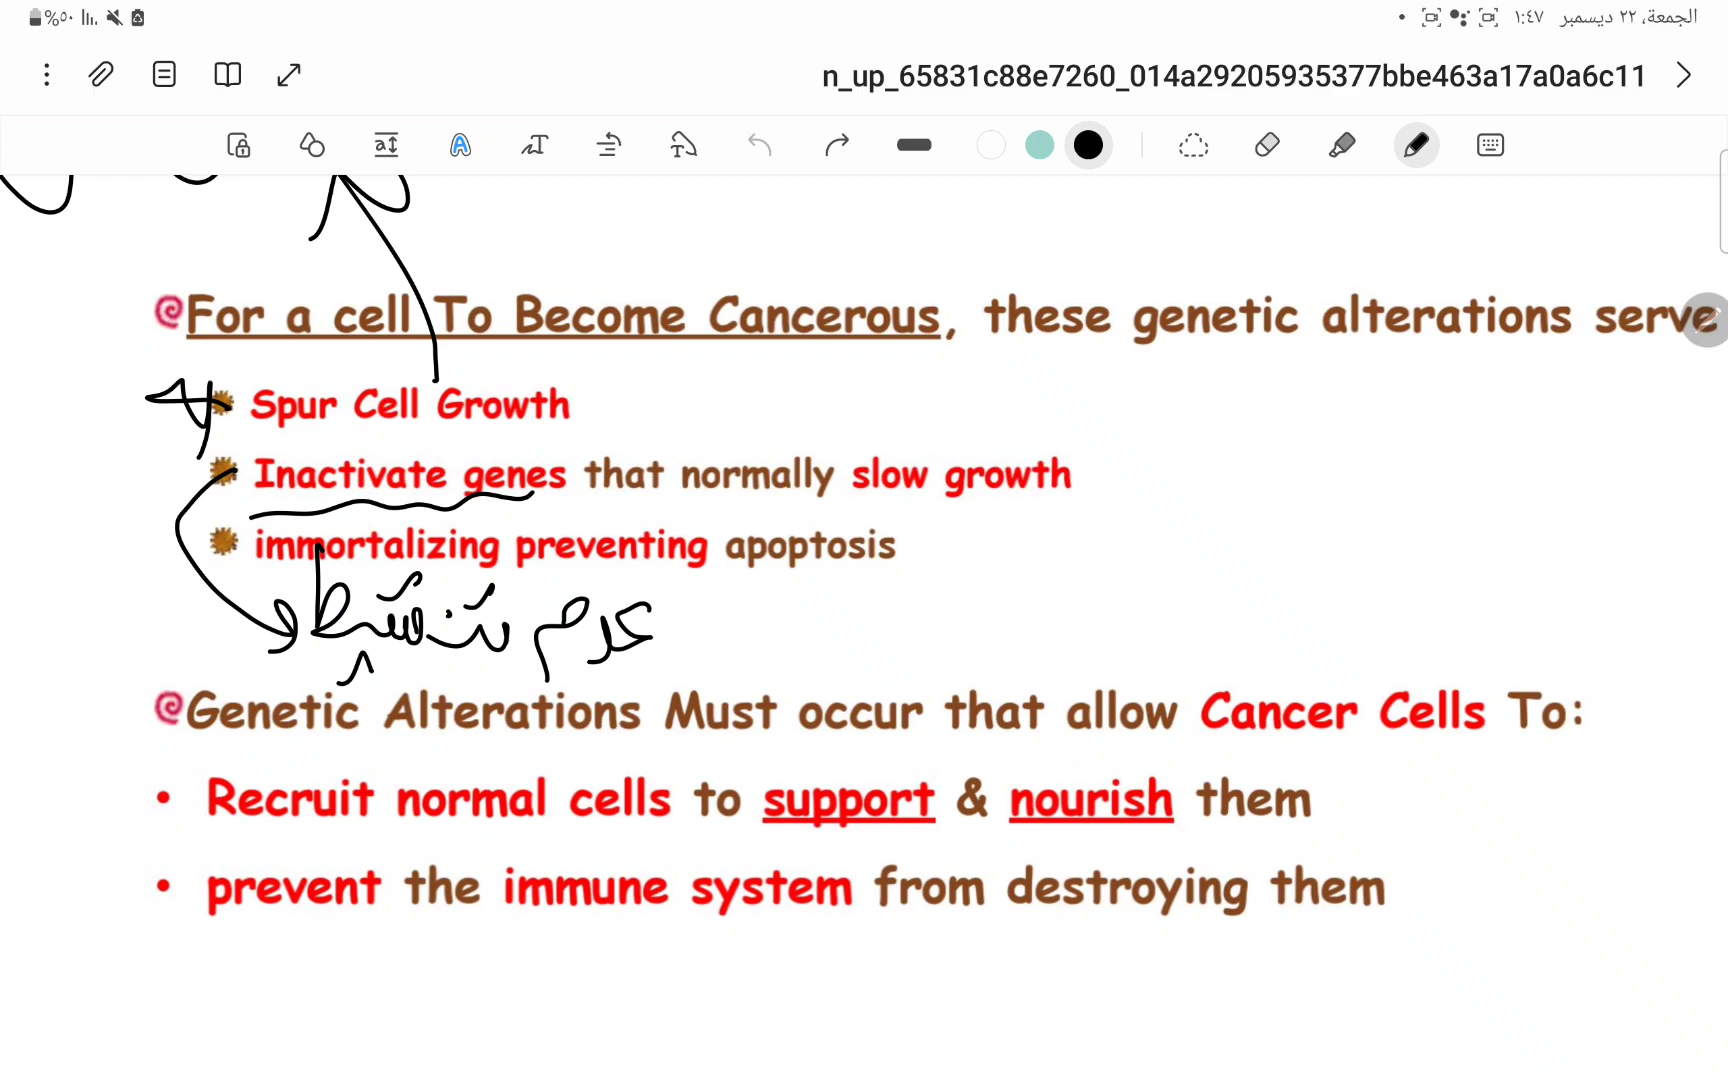 %٥٠ الجمعة، ٢٢ ديسمبر ١:٤٧
n_up_65831c88e7260_014a29205935377bbe463a17a0a6c11
For a cell To Become Cancerous, these genetic alterations serve
Spur Cell Growth
Inactivate genes that normally slow growth
immortalizing preventing apoptosis
عدم تنشيط
Genetic Alterations Must occur that allow Cancer Cells To:
• Recruit normal cells to support & nourish them
• prevent the immune system from destroying them